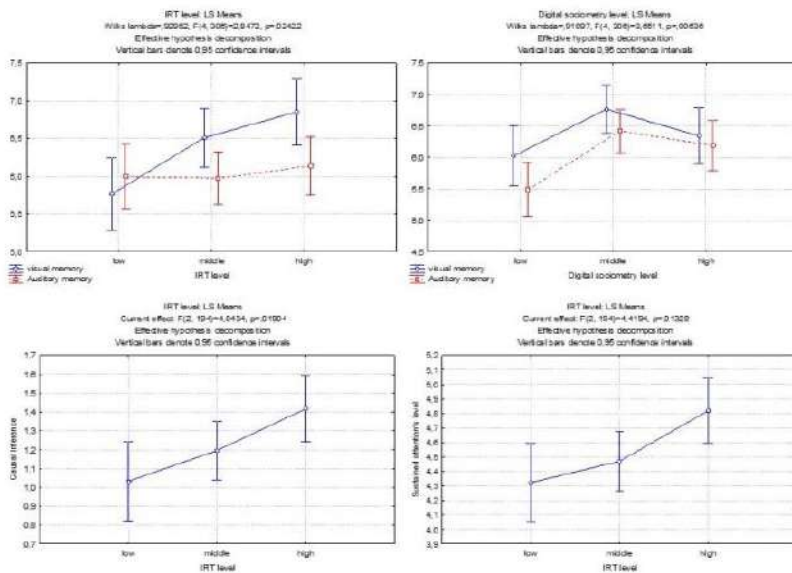 IRT level; LS Means
Effective hypothesis decomposition
Vertical bars denote 0,95 confidence intervals
7,5
7,0
6,5
6,0
5,5
5,0
low
middle
high
IRT level
visual memory
Auditory memory
Digital sociometry level; LS Means
Effective hypothesis decomposition
Vertical bars denote 0,95 confidence intervals
7,5
7,0
6,5
6,0
5,5
5,0
4,5
low
middle
high
Digital sociometry level
visual memory
Auditory memory
IRT level; LS Means
Effective hypothesis decomposition
Vertical bars denote 0,95 confidence intervals
Causal inference
1,7
1,6
1,5
1,4
1,3
1,2
1,1
1,0
0,9
0,8
0,7
low
middle
high
IRT level
IRT level; LS Means
Effective hypothesis decomposition
Vertical bars denote 0,95 confidence intervals
Sustained attention's level
5,2
5,1
5,0
4,9
4,8
4,7
4,6
4,5
4,4
4,3
4,2
4,1
4,0
3,9
low
middle
high
IRT level